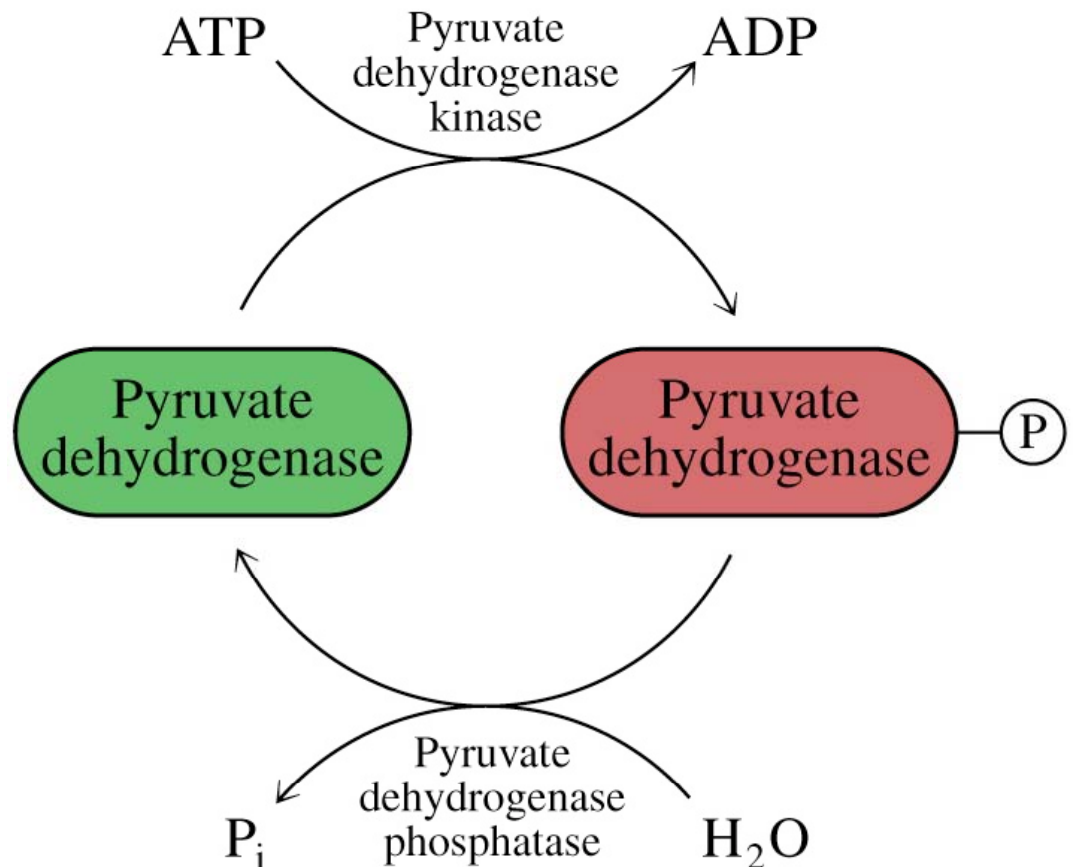 ATP
Pyruvate
dehydrogenase
kinase
ADP
Pyruvate
dehydrogenase
Pyruvate
dehydrogenase
P
Pyruvate
dehydrogenase
phosphatase
Pi
H₂O